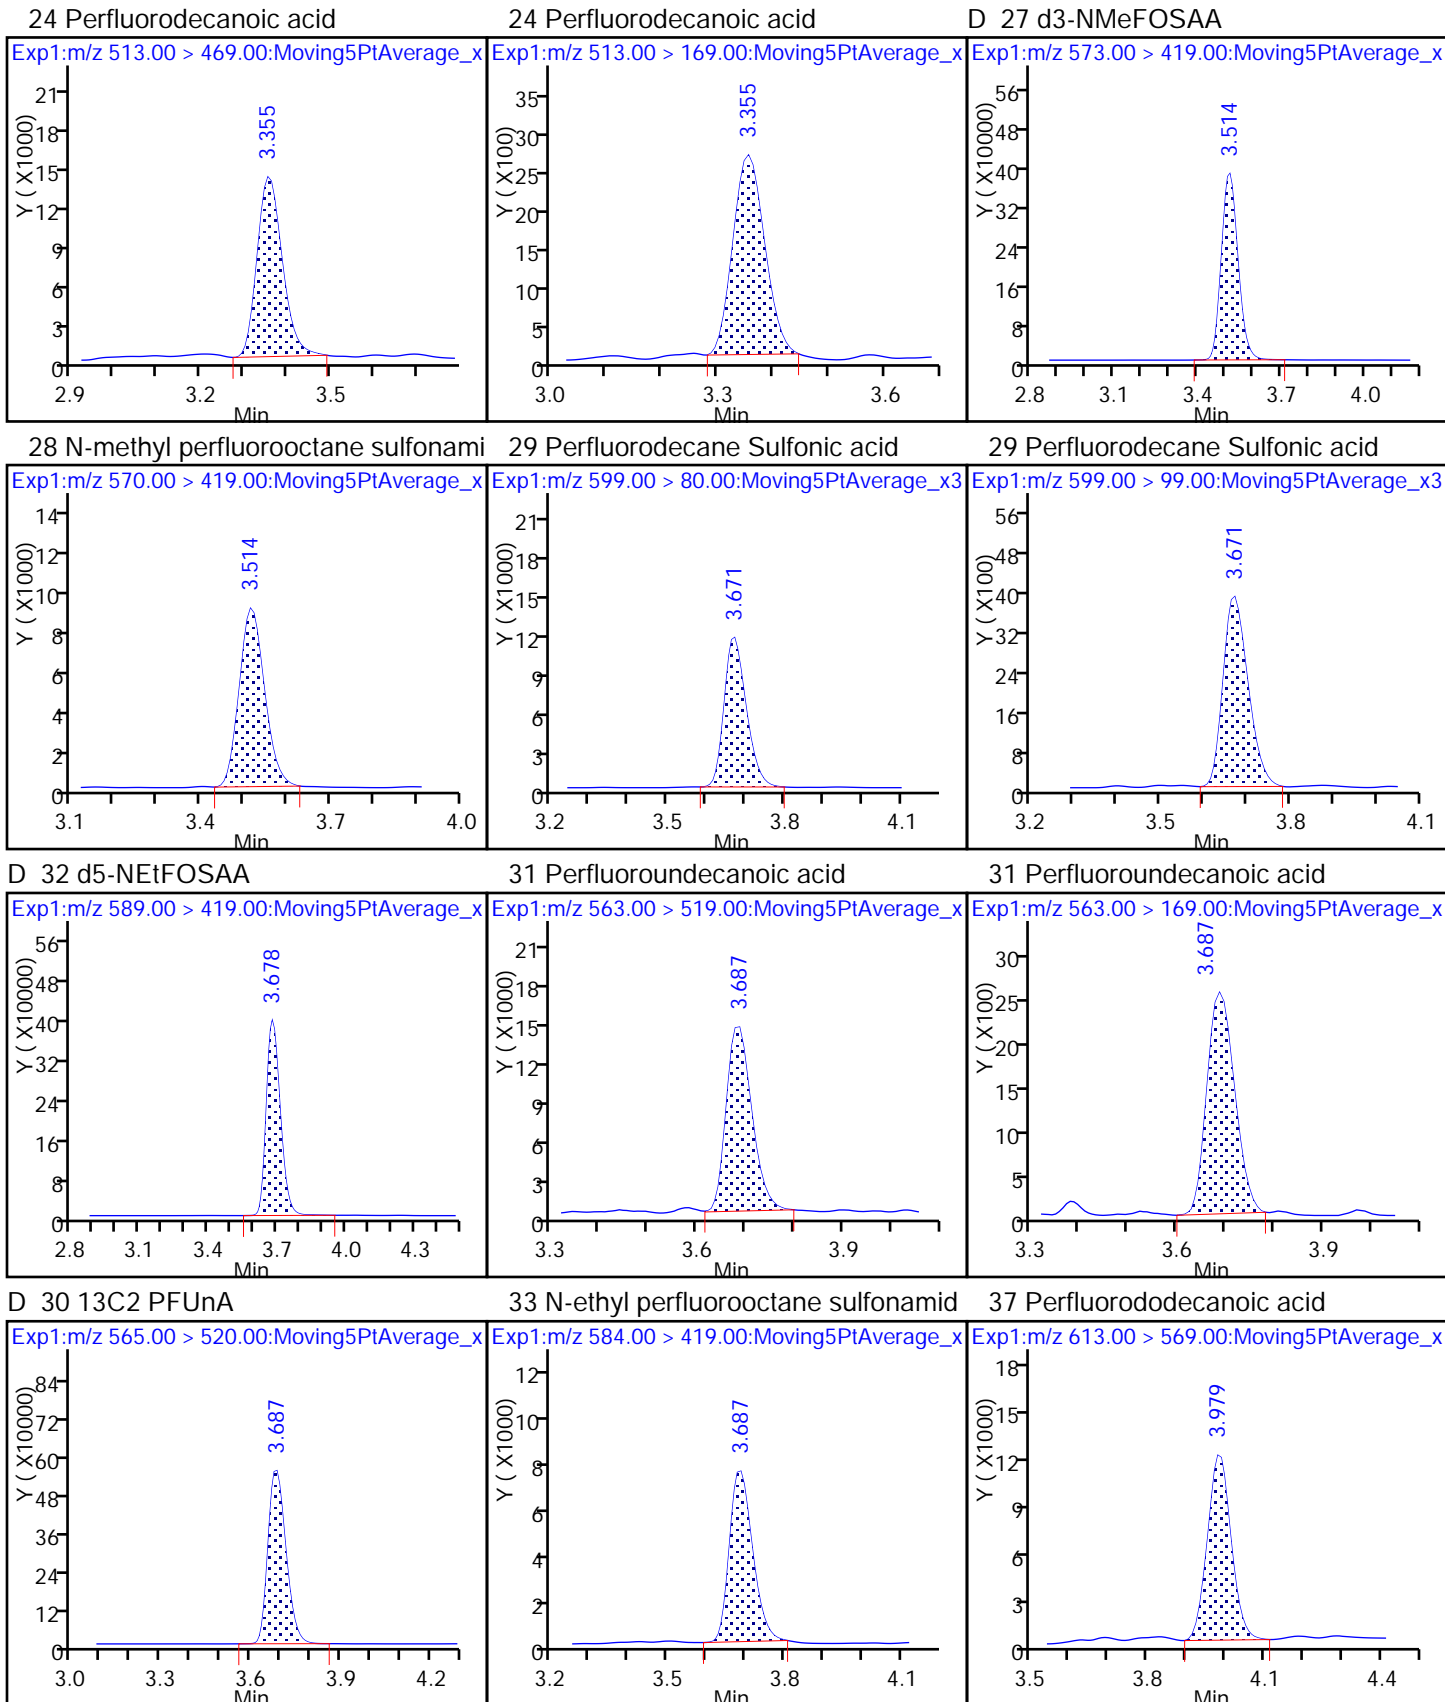 24 Perfluorodecanoic acid
Exp1:m/z 513.00 > 469.00:Moving5PtAverage_x
Y ( X1000)
21
18
15
12
9
6
3
0
3.355
2.9 3.2 3.5
Min
24 Perfluorodecanoic acid
Exp1:m/z 513.00 > 169.00:Moving5PtAverage_x
Y ( X100)
35
30
25
20
15
10
5
0
3.355
3.0 3.3 3.6
Min
D 27 d3-NMeFOSAA
Exp1:m/z 573.00 > 419.00:Moving5PtAverage_x
Y ( X10000)
56
48
40
32
24
16
8
0
3.514
2.8 3.1 3.4 3.7 4.0
Min
28 N-methyl perfluorooctane sulfonami
Exp1:m/z 570.00 > 419.00:Moving5PtAverage_x
Y ( X1000)
14
12
10
8
6
4
2
0
3.514
3.1 3.4 3.7 4.0
Min
29 Perfluorodecane Sulfonic acid
Exp1:m/z 599.00 > 80.00:Moving5PtAverage_x3
Y ( X1000)
21
18
15
12
9
6
3
0
3.671
3.2 3.5 3.8 4.1
Min
29 Perfluorodecane Sulfonic acid
Exp1:m/z 599.00 > 99.00:Moving5PtAverage_x3
Y ( X100)
56
48
40
32
24
16
8
0
3.671
3.2 3.5 3.8 4.1
Min
D 32 d5-NEtFOSAA
Exp1:m/z 589.00 > 419.00:Moving5PtAverage_x
Y ( X10000)
56
48
40
32
24
16
8
0
3.678
2.8 3.1 3.4 3.7 4.0 4.3
Min
31 Perfluoroundecanoic acid
Exp1:m/z 563.00 > 519.00:Moving5PtAverage_x
Y ( X1000)
21
18
15
12
9
6
3
0
3.687
3.3 3.6 3.9
Min
31 Perfluoroundecanoic acid
Exp1:m/z 563.00 > 169.00:Moving5PtAverage_x
Y ( X100)
30
25
20
15
10
5
0
3.687
3.3 3.6 3.9
Min
D 30 13C2 PFUnA
Exp1:m/z 565.00 > 520.00:Moving5PtAverage_x
Y ( X10000)
84
72
60
48
36
24
12
0
3.687
3.0 3.3 3.6 3.9 4.2
Min
33 N-ethyl perfluorooctane sulfonamid
Exp1:m/z 584.00 > 419.00:Moving5PtAverage_x
Y ( X1000)
12
10
8
6
4
2
0
3.687
3.2 3.5 3.8 4.1
Min
37 Perfluorododecanoic acid
Exp1:m/z 613.00 > 569.00:Moving5PtAverage_x
Y ( X1000)
18
15
12
9
6
3
0
3.979
3.5 3.8 4.1 4.4
Min